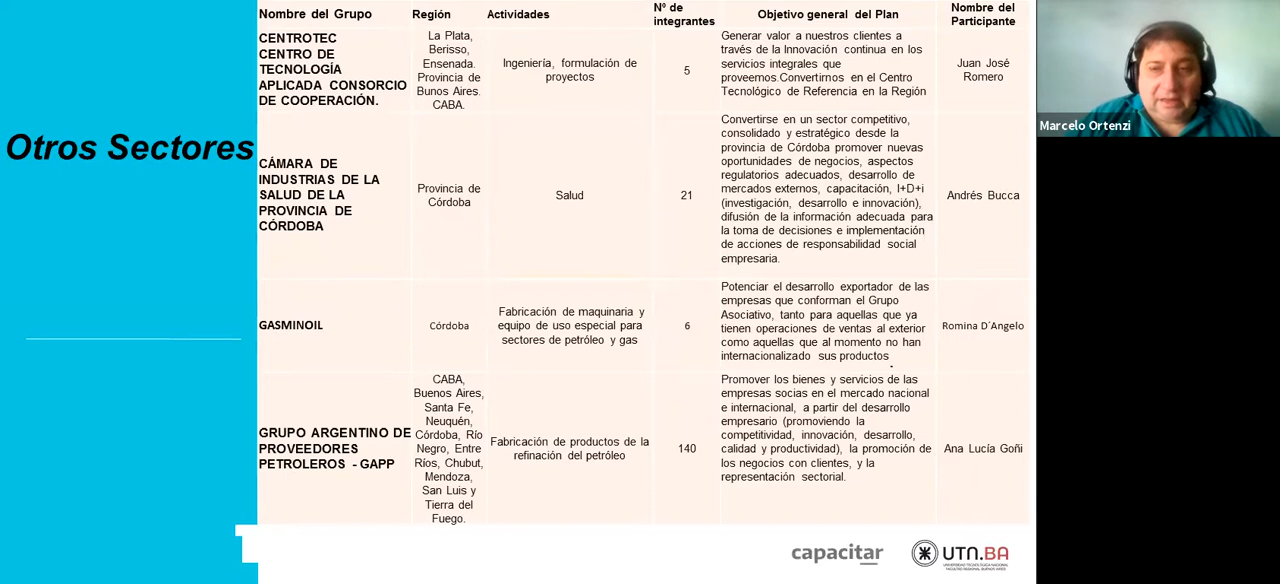 Otros Sectores
Nombre del Grupo
Región
Actividades
Nº de
integrantes
Objetivo general del Plan
Nombre del
Participante
CENTROTEC
CENTRO DE
TECNOLOGÍA
APLICADA CONSORCIO
DE COOPERACIÓN.
La Plata,
Berisso,
Ensenada.
Provincia de
Bunos Aires.
CABA.
Ingeniería, formulación de
proyectos
5
Generar valor a nuestros clientes a
través de la Innovación continua en los
servicios integrales que
proveemos.Convertirnos en el Centro
Tecnológico de Referencia en la Región
Juan José
Romero
CÁMARA DE
INDUSTRIAS DE LA
SALUD DE LA
PROVINCIA DE
CÓRDOBA
Provincia de
Córdoba
Salud
21
Convertirse en un sector competitivo,
consolidado y estratégico desde la
provincia de Córdoba promover nuevas
oportunidades de negocios, aspectos
regulatorios adecuados, desarrollo de
mercados externos, capacitación, I+D+i
(investigación, desarrollo e innovación),
difusión de la información adecuada para
la toma de decisiones e implementación
de acciones de responsabilidad social
empresaria.
Andrés Bucca
GASMINOIL
Córdoba
Fabricación de maquinaria y
equipo de uso especial para
sectores de petróleo y gas
6
Potenciar el desarrollo exportador de las
empresas que conforman el Grupo
Asociativo, tanto para aquellas que ya
tienen operaciones de ventas al exterior
como aquellas que al momento no han
internacionalizado sus productos
Romina D´Angelo
GRUPO ARGENTINO DE
PROVEEDORES
PETROLEROS - GAPP
CABA,
Buenos Aires,
Santa Fe,
Neuquén,
Córdoba, Río
Negro, Entre
Ríos, Chubut,
Mendoza,
San Luis y
Tierra del
Fuego.
Fabricación de productos de la
refinación del petróleo
140
Promover los bienes y servicios de las
empresas socias en el mercado nacional
e internacional, a partir del desarrollo
empresario (promoviendo la
competitividad, innovación, desarrollo,
calidad y productividad), la promoción de
los negocios con clientes, y la
representación sectorial.
Ana Lucía Goñi
Marcelo Ortenzi
capacitar
UTN.BA
UNIVERSIDAD TECNOLÓGICA NACIONAL
FACULTAD REGIONAL BUENOS AIRES